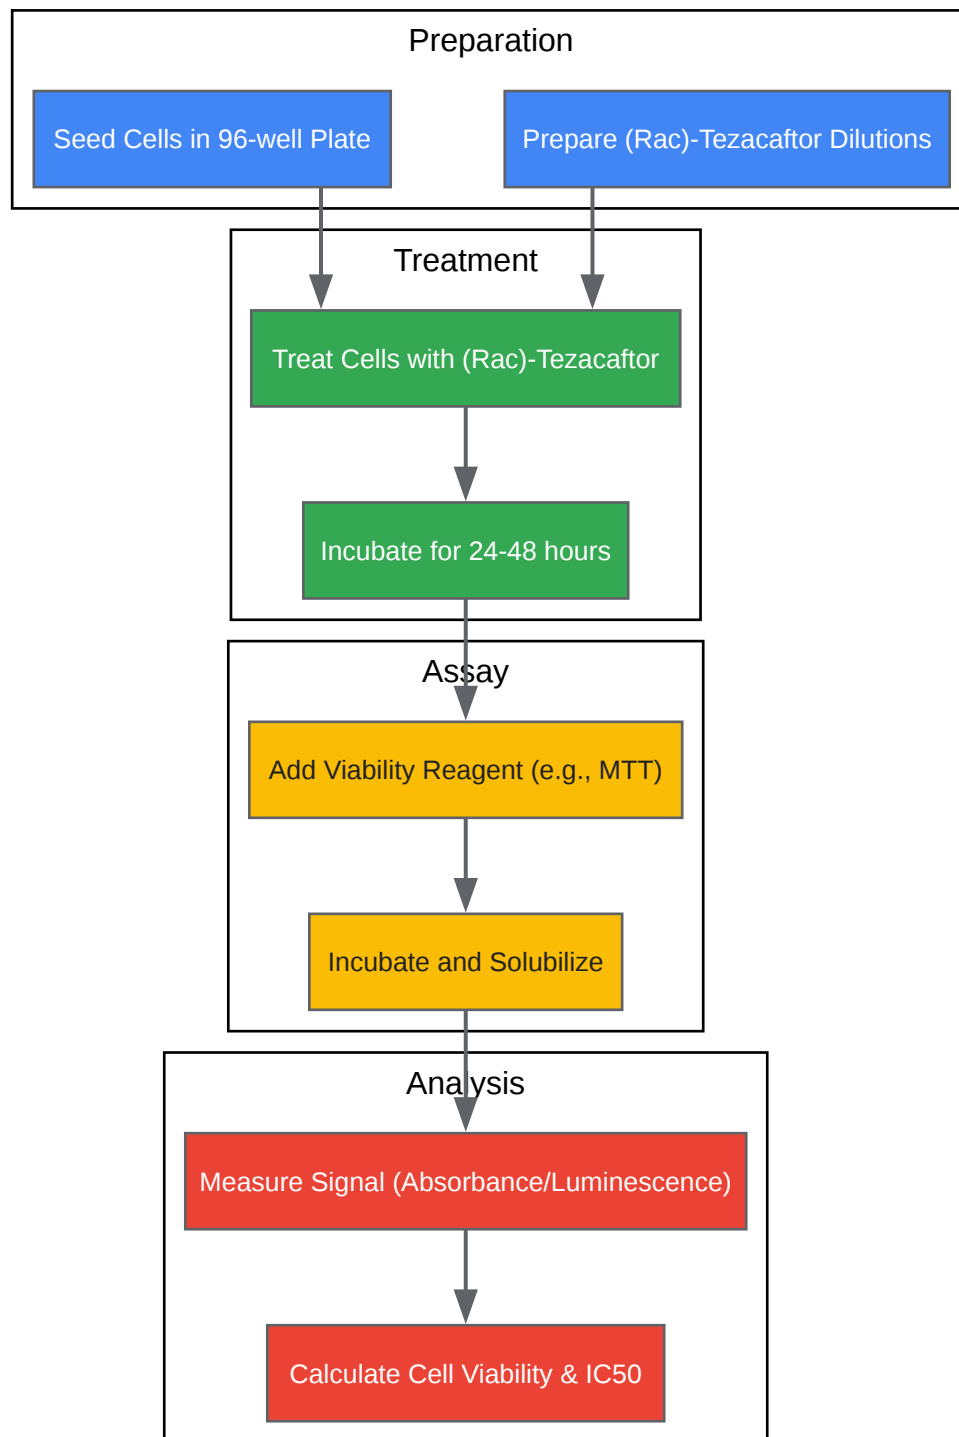 Preparation
Seed Cells in 96-well Plate
Prepare (Rac)-Tezacaftor Dilutions
Treatment
Treat Cells with (Rac)-Tezacaftor
Incubate for 24-48 hours
Assay
Add Viability Reagent (e.g., MTT)
Incubate and Solubilize
Analysis
Measure Signal (Absorbance/Luminescence)
Calculate Cell Viability & IC50